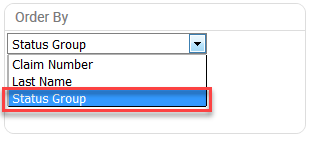 Order By
Status Group
Claim Number
Last Name
Status Group